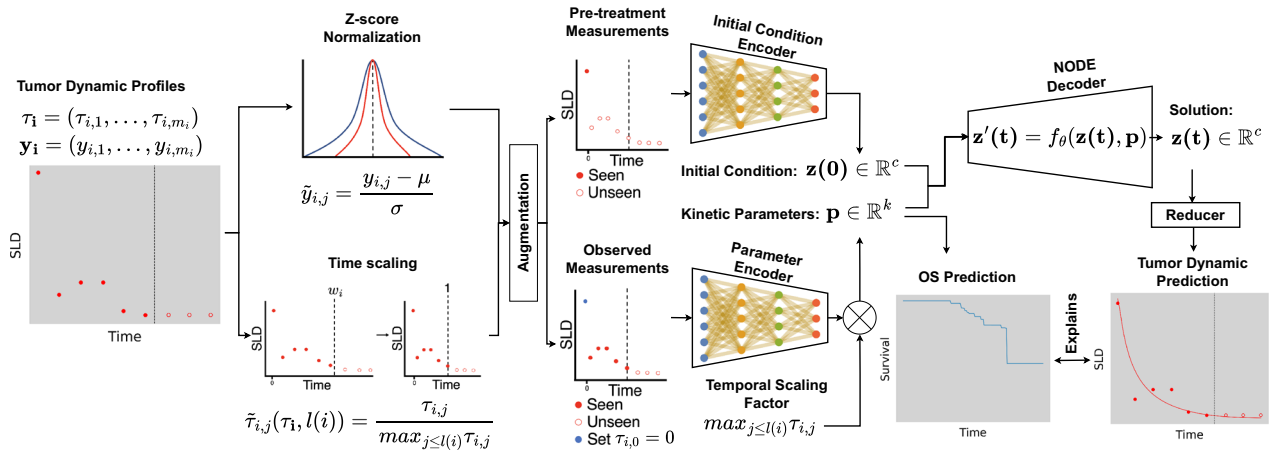 Tumor Dynamic Profiles
τ𝐢 = (τi,1, . . . , τi,mi)
𝐲𝐢 = (yi,1, . . . , yi,mi)
SLD
Time
Z-score
Normalization
ỹi,j = (yi,j − μ) / σ
Time scaling
wi
SLD
0
Time
1
SLD
0
Time
τ̃i,j(τ𝐢, l(i)) = τi,j / maxj≤l(i)τi,j
Augmentation
Pre-treatment
Measurements
SLD
0
Time
Seen
Unseen
Observed
Measurements
SLD
0
Time
Seen
Unseen
Set τi,0 = 0
Initial Condition
Encoder
Initial Condition: 𝐳(𝟎) ∈ ℝc
Kinetic Parameters: 𝐩 ∈ ℝk
Parameter
Encoder
Temporal Scaling
Factor
maxj≤l(i)τi,j
NODE
Decoder
𝐳′(𝐭) = fθ(𝐳(𝐭), 𝐩)
Solution:
𝐳(𝐭) ∈ ℝc
Reducer
OS Prediction
Survival
Time
Explains
Tumor Dynamic
Prediction
SLD
Time